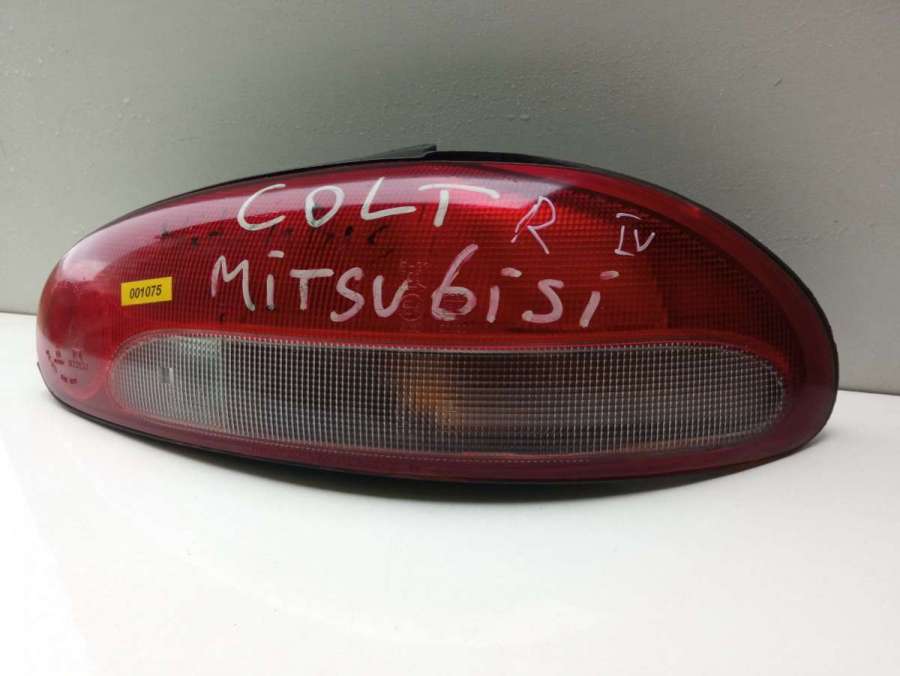 COLT R IV
MiTSUBiSi
001075